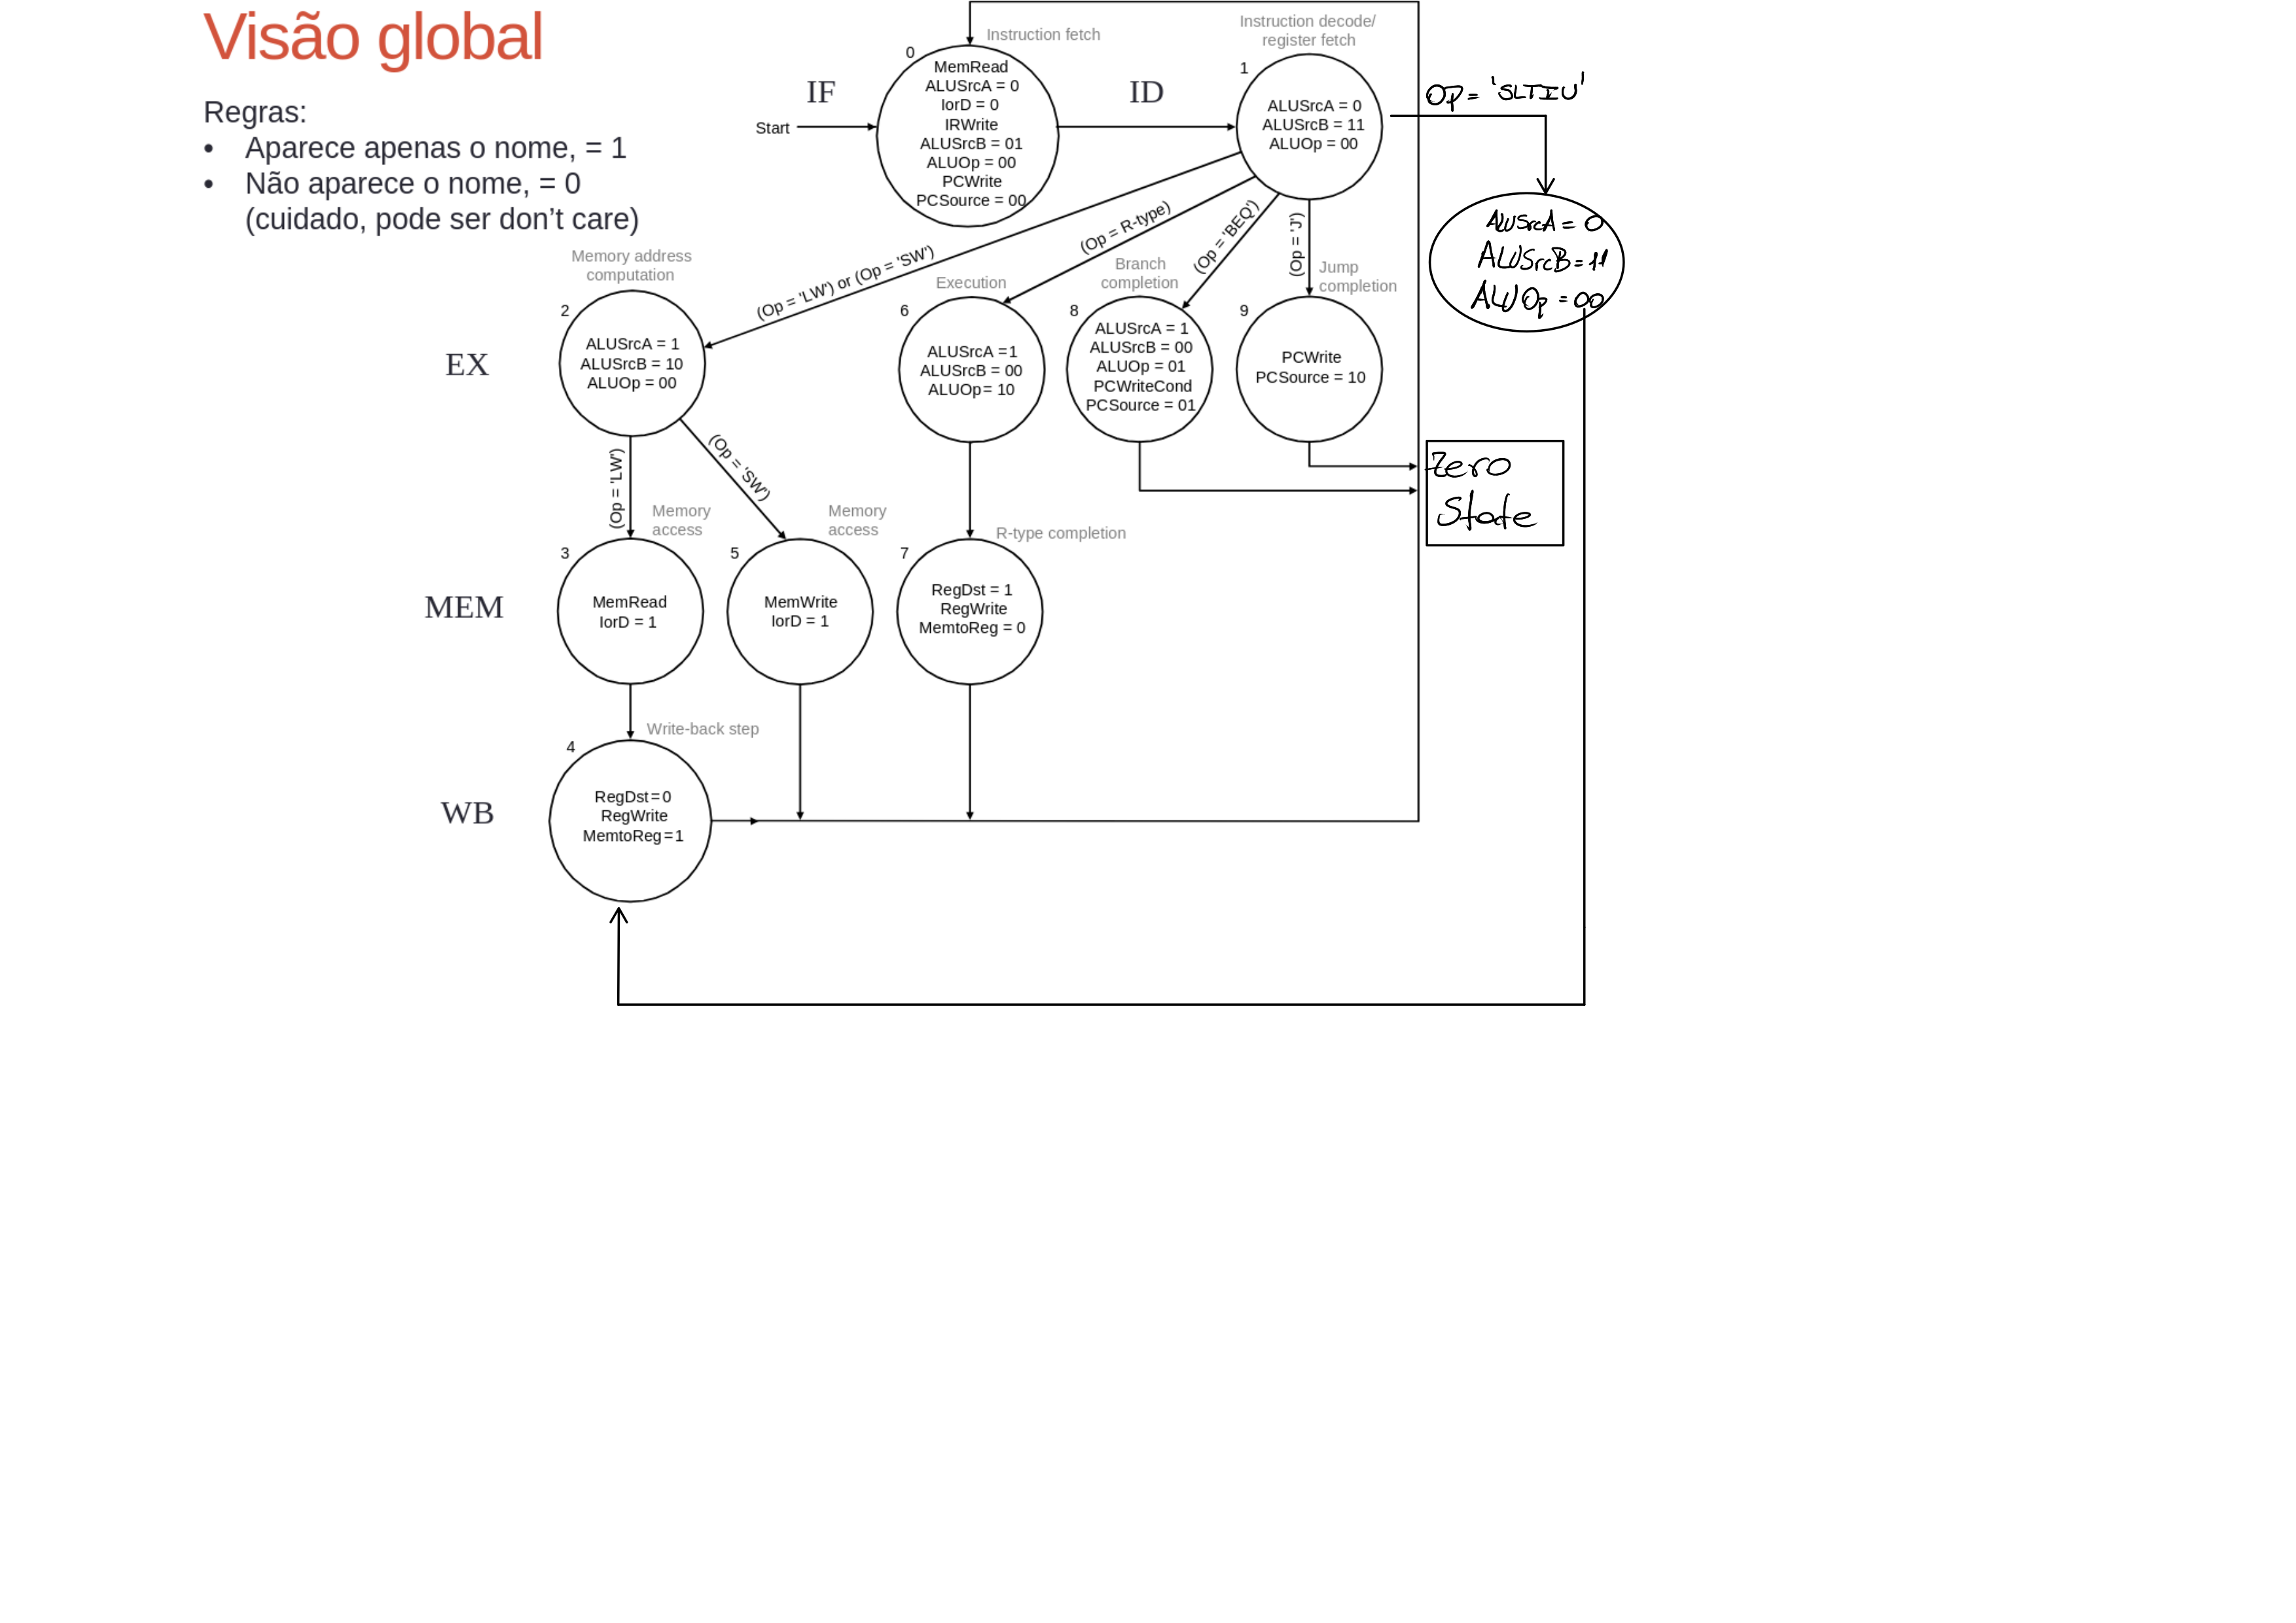 Visão global
Regras:
• Aparece apenas o nome, = 1
• Não aparece o nome, = 0
(cuidado, pode ser don’t care)
Instruction fetch
Instruction decode/
register fetch
IF
Start
0
MemRead
ALUSrcA = 0
IorD = 0
IRWrite
ALUSrcB = 01
ALUOp = 00
PCWrite
PCSource = 00
ID
1
ALUSrcA = 0
ALUSrcB = 11
ALUOp = 00
Op = 'SLTIU'
ALUSrcA = 0
ALUSrcB = 11
ALUOp = 00
(Op = 'LW') or (Op = 'SW')
(Op = R-type)
(Op = 'BEQ')
(Op = 'J')
Memory address
computation
Execution
Branch
completion
Jump
completion
EX
2
ALUSrcA = 1
ALUSrcB = 10
ALUOp = 00
6
ALUSrcA =1
ALUSrcB = 00
ALUOp= 10
8
ALUSrcA = 1
ALUSrcB = 00
ALUOp = 01
PCWriteCond
PCSource = 01
9
PCWrite
PCSource = 10
(Op = 'LW')
(Op = 'SW')
Zero
State
Memory
access
Memory
access
R-type completion
MEM
3
MemRead
IorD = 1
5
MemWrite
IorD = 1
7
RegDst = 1
RegWrite
MemtoReg = 0
Write-back step
WB
4
RegDst=0
RegWrite
MemtoReg=1